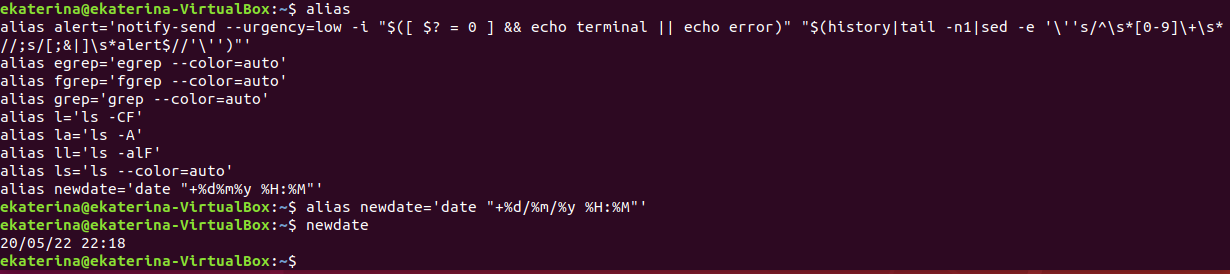 ekaterina@ekaterina-VirtualBox:~$ alias
alias alert='notify-send --urgency=low -i "$([ $? = 0 ] && echo terminal || echo error)" "$(history|tail -n1|sed -e '\''s/^\s*[0-9]\+\s*
//;s/[;&|]\s*alert$//'\'')"'
alias egrep='egrep --color=auto'
alias fgrep='fgrep --color=auto'
alias grep='grep --color=auto'
alias l='ls -CF'
alias la='ls -A'
alias ll='ls -alF'
alias ls='ls --color=auto'
alias newdate='date "+%d%m%y %H:%M"'
ekaterina@ekaterina-VirtualBox:~$ alias newdate='date "+%d/%m/%y %H:%M"'
ekaterina@ekaterina-VirtualBox:~$ newdate
20/05/22 22:18
ekaterina@ekaterina-VirtualBox:~$